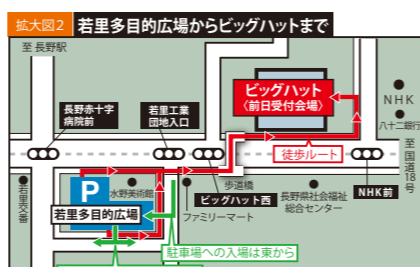 拡大図2 若里多目的広場からビッグハットまで
至 長野駅
長野赤十字
病院前
若里工業
団地入口
ビッグハット
〈前日受付会場〉
NHK
八十二銀行
徒歩ルート
至国道18号
若里交番
P
水野美術館
若里多目的広場
歩道橋
ビッグハット西
ファミリーマート
長野県社会福祉
総合センター
NHK前
駐車場への入場は東から